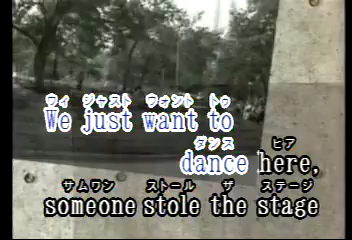 ウィ ジャスト ウォント トゥ
We just want to
ダンス ヒア
dance here,
サムワン ストール ザ ステージ
someone stole the stage